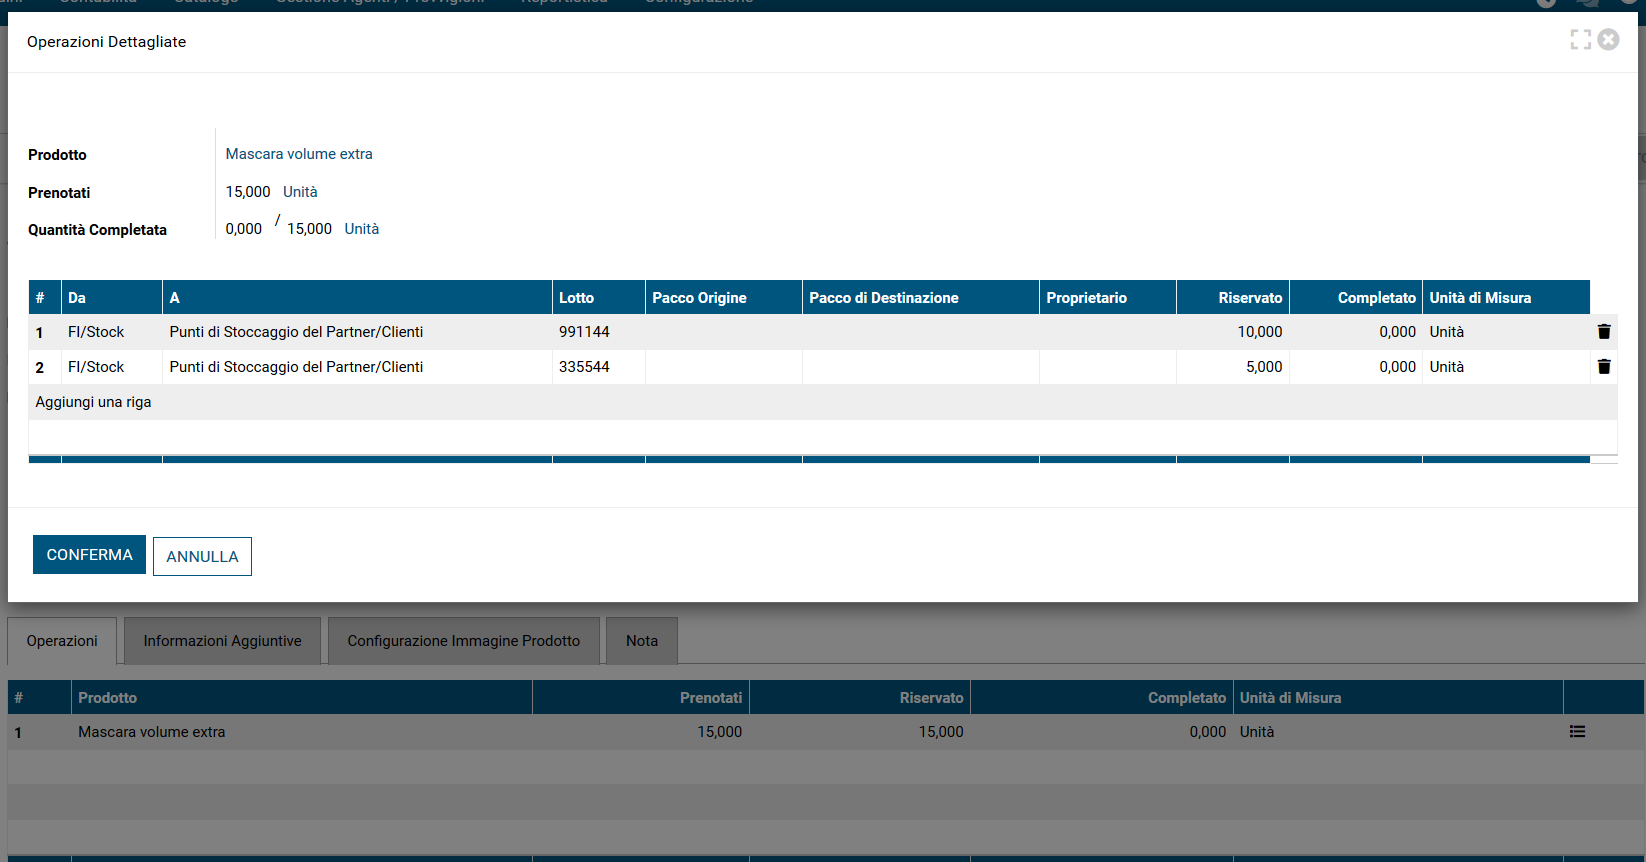 Operazioni Dettagliate
Prodotto Mascara volume extra
Prenotati 15,000 Unità
Quantità Completata 0,000 / 15,000 Unità
# Da A Lotto Pacco Origine Pacco di Destinazione Proprietario Riservato Completato Unità di Misura
1 FI/Stock Punti di Stoccaggio del Partner/Clienti 991144 10,000 0,000 Unità
2 FI/Stock Punti di Stoccaggio del Partner/Clienti 335544 5,000 0,000 Unità
Aggiungi una riga
CONFERMA ANNULLA
Operazioni Informazioni Aggiuntive Configurazione Immagine Prodotto Nota
# Prodotto Prenotati Riservato Completato Unità di Misura
1 Mascara volume extra 15,000 15,000 0,000 Unità